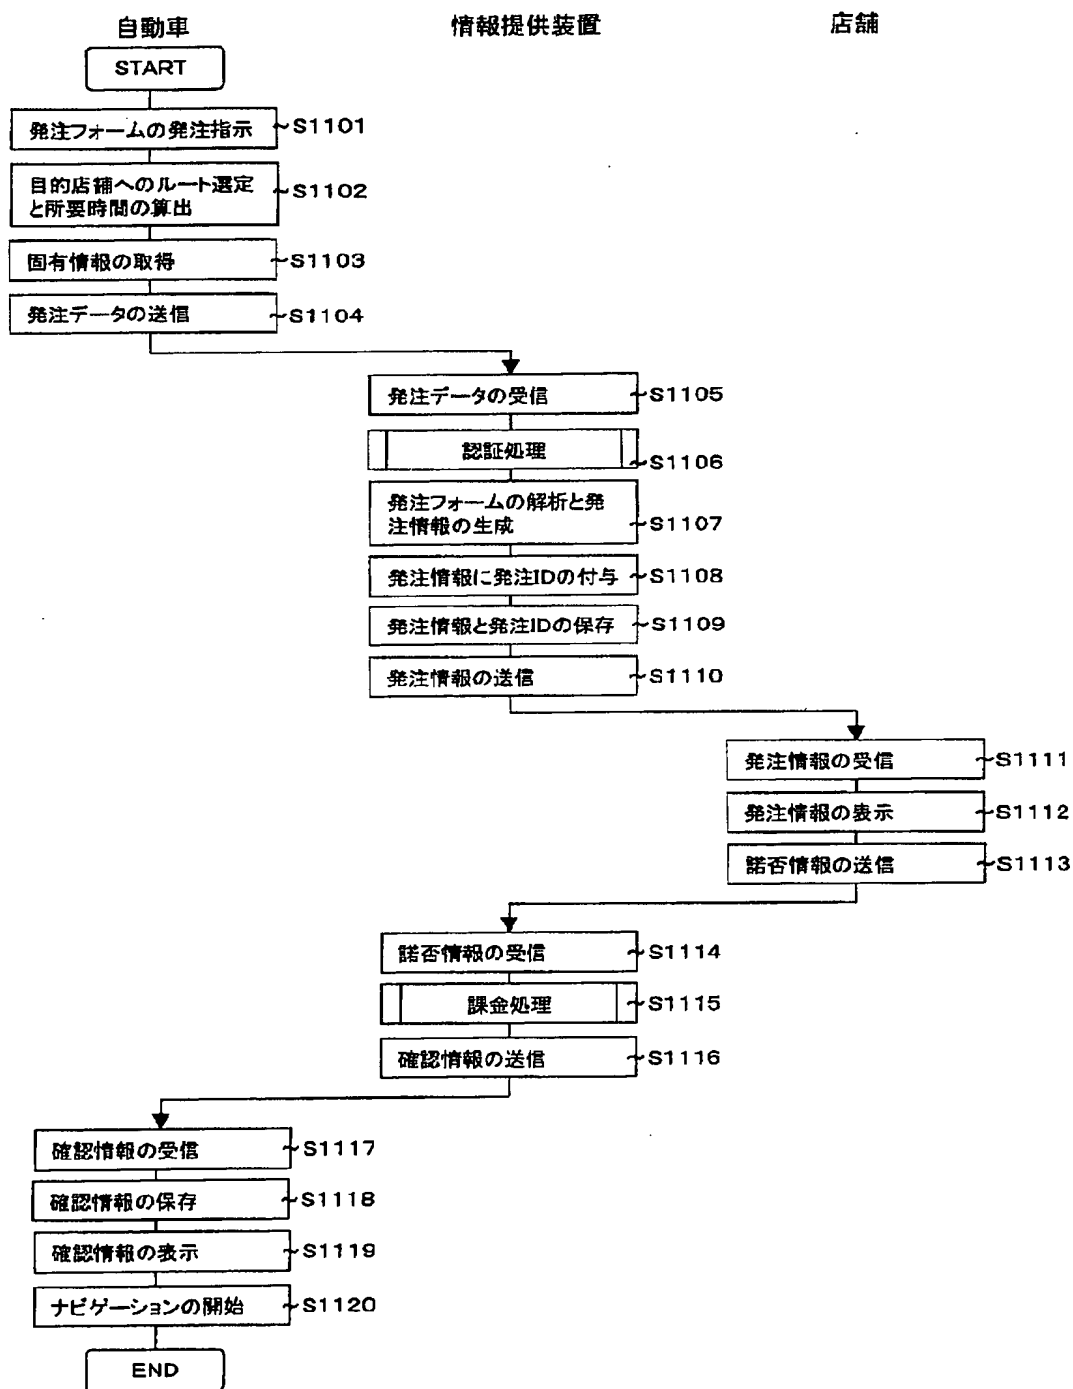 自動車
情報提供装置
店舗
START
発注フォームの発注指示
~S1101
目的店舗へのルート選定
と所要時間の算出
~S1102
固有情報の取得
~S1103
発注データの送信
~S1104
発注データの受信
~S1105
認証処理
~S1106
発注フォームの解析と発
注情報の生成
~S1107
発注情報に発注IDの付与
~S1108
発注情報と発注IDの保存
~S1109
発注情報の送信
~S1110
発注情報の受信
~S1111
発注情報の表示
~S1112
諾否情報の送信
~S1113
諾否情報の受信
~S1114
課金処理
~S1115
確認情報の送信
~S1116
確認情報の受信
~S1117
確認情報の保存
~S1118
確認情報の表示
~S1119
ナビゲーションの開始
~S1120
END